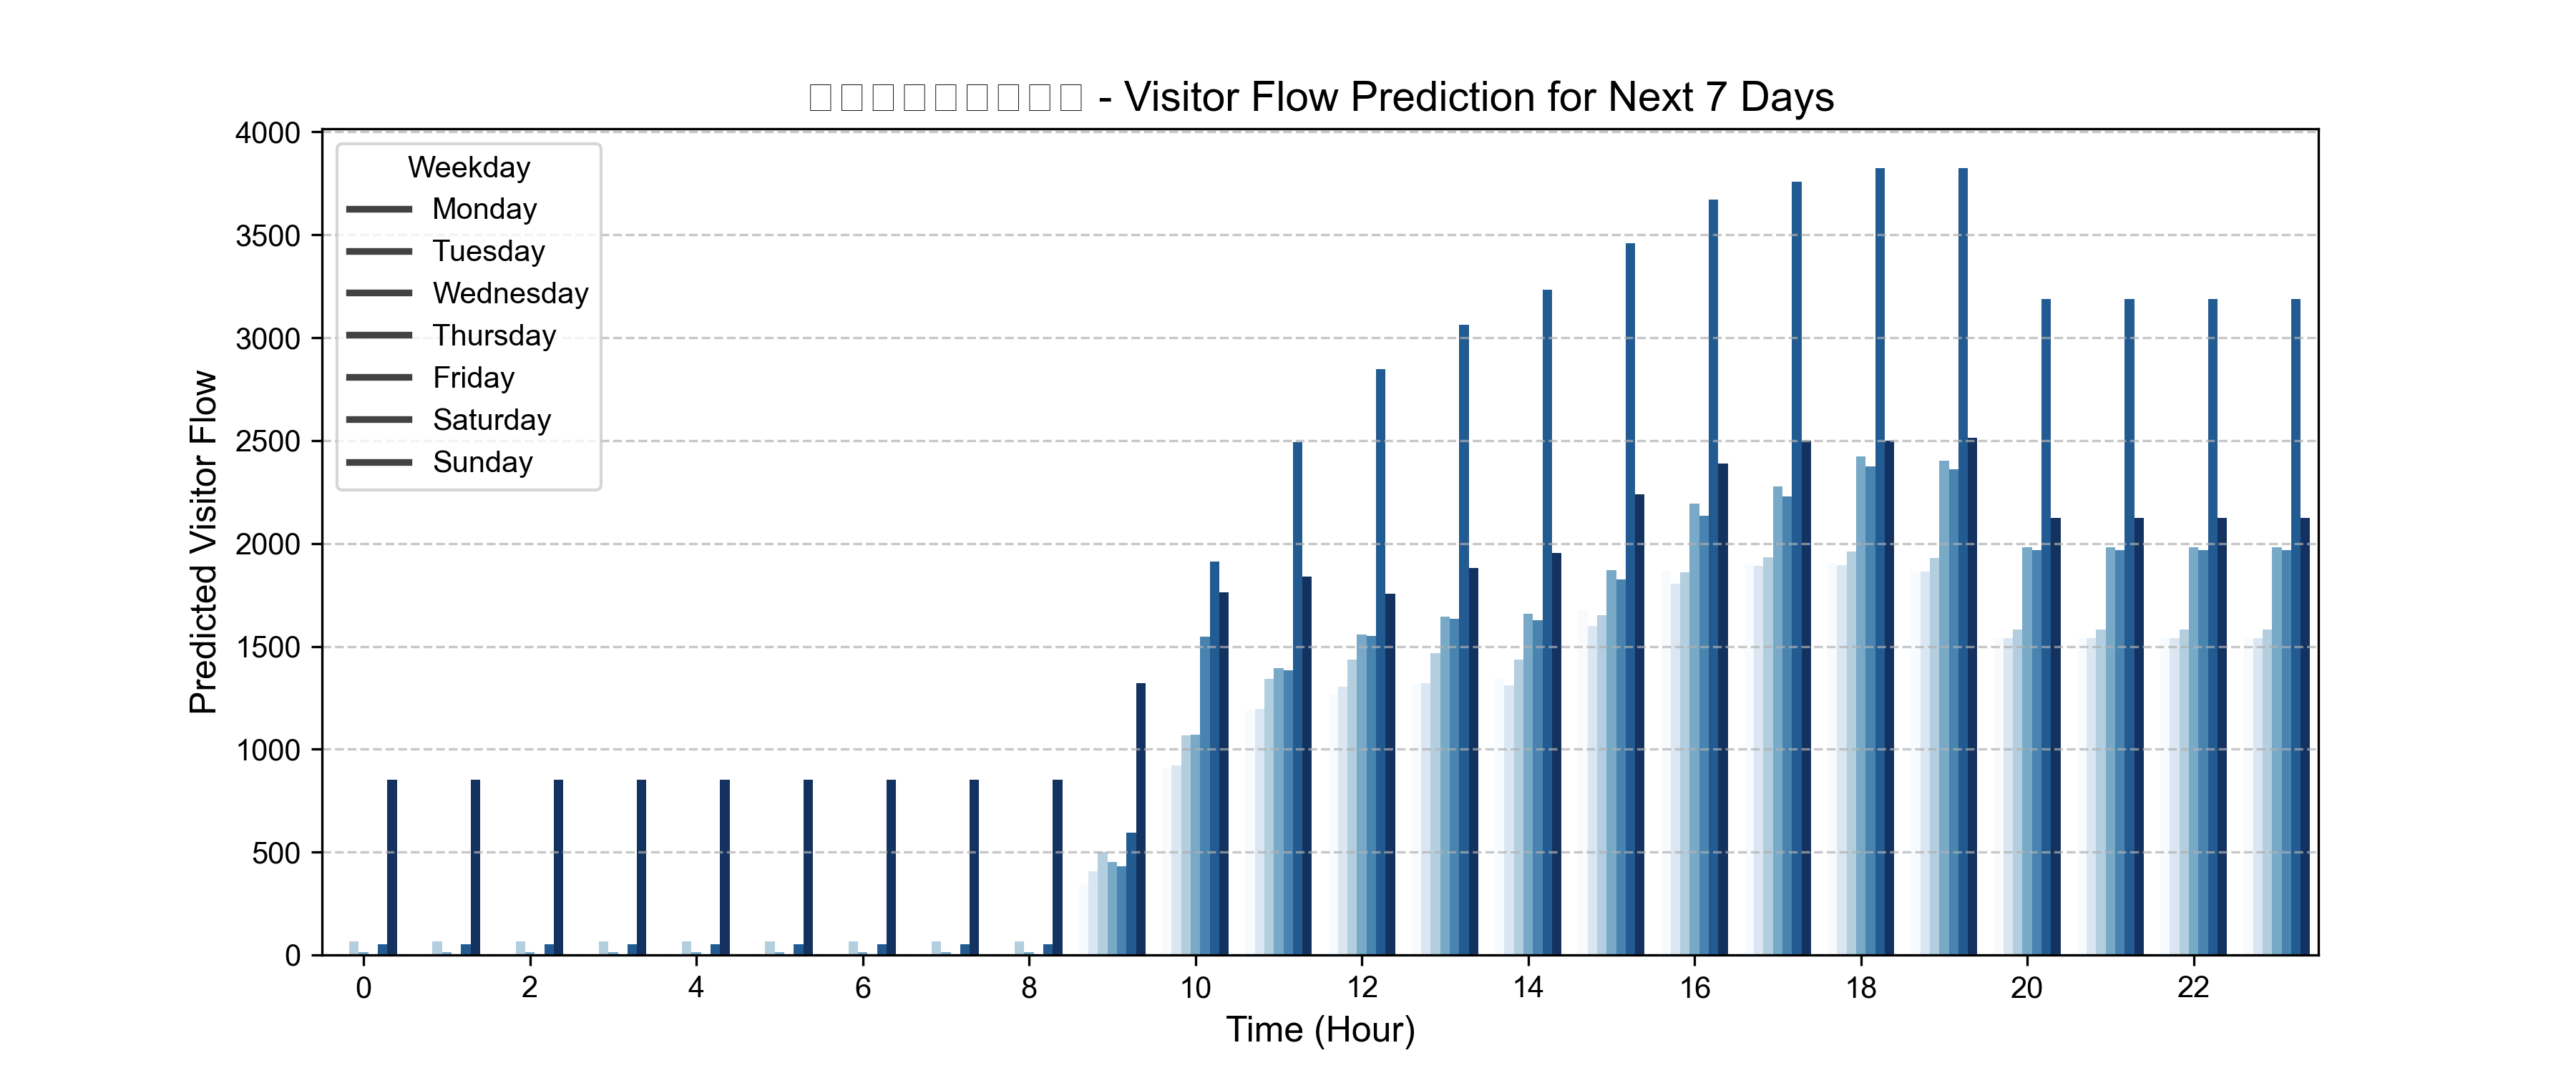 - Visitor Flow Prediction for Next 7 Days
4000
3500
3000
2500
2000
1500
1000
500
0
Predicted Visitor Flow
Weekday
Monday
Tuesday
Wednesday
Thursday
Friday
Saturday
Sunday
0 2 4 6 8 10 12 14 16 18 20 22
Time (Hour)